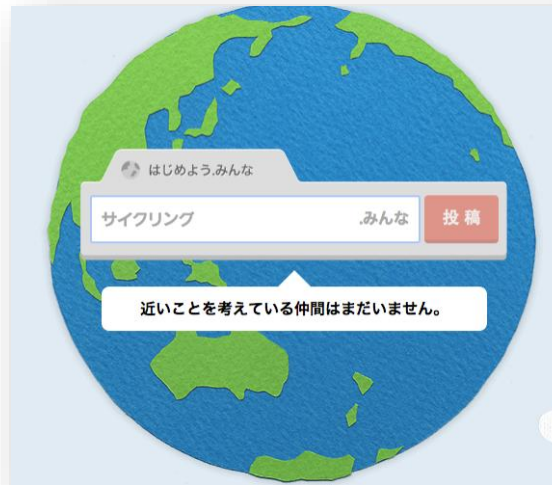 はじめよう.みんな
サイクリング .みんな 投稿
近いことを考えている仲間はまだいません。